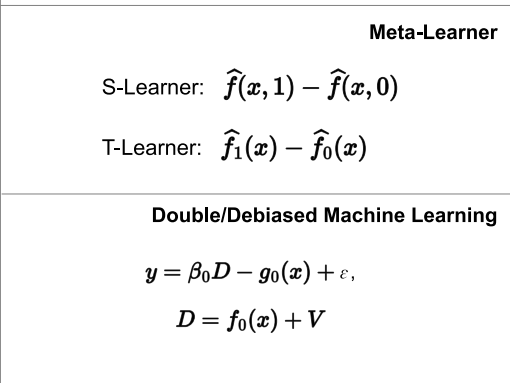 Meta-Learner
S-Learner: f̂(x, 1) − f̂(x, 0)
T-Learner: f̂₁(x) − f̂₀(x)
Double/Debiased Machine Learning
y = β₀D − g₀(x) + ε,
D = f₀(x) + V